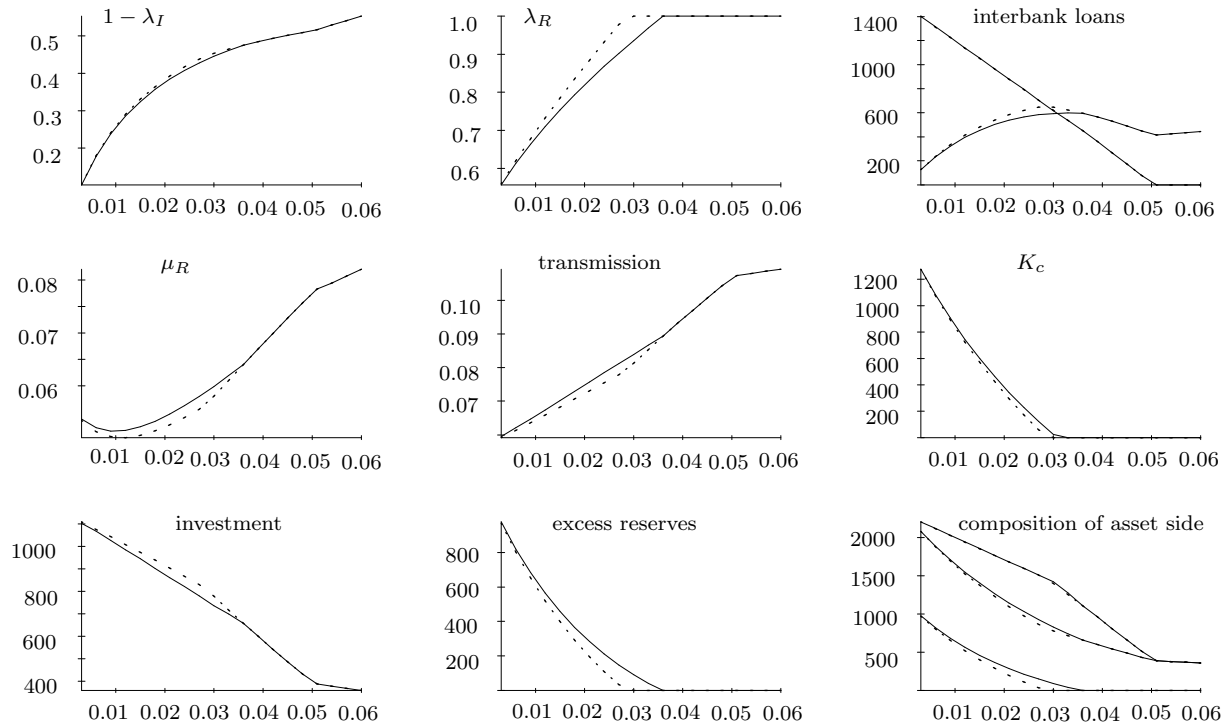 1 − λ_I
0.5
0.4
0.3
0.2
0.01 0.02 0.03 0.04 0.05 0.06
λ_R
1.0
0.9
0.8
0.7
0.6
0.01 0.02 0.03 0.04 0.05 0.06
interbank loans
1400
1000
600
200
0.01 0.02 0.03 0.04 0.05 0.06
μ_R
0.08
0.07
0.06
0.01 0.02 0.03 0.04 0.05 0.06
transmission
0.10
0.09
0.08
0.07
0.01 0.02 0.03 0.04 0.05 0.06
K_c
1200
1000
800
600
400
200
0.01 0.02 0.03 0.04 0.05 0.06
investment
1000
800
600
400
0.01 0.02 0.03 0.04 0.05 0.06
excess reserves
800
600
400
200
0.01 0.02 0.03 0.04 0.05 0.06
composition of asset side
2000
1500
1000
500
0.01 0.02 0.03 0.04 0.05 0.06